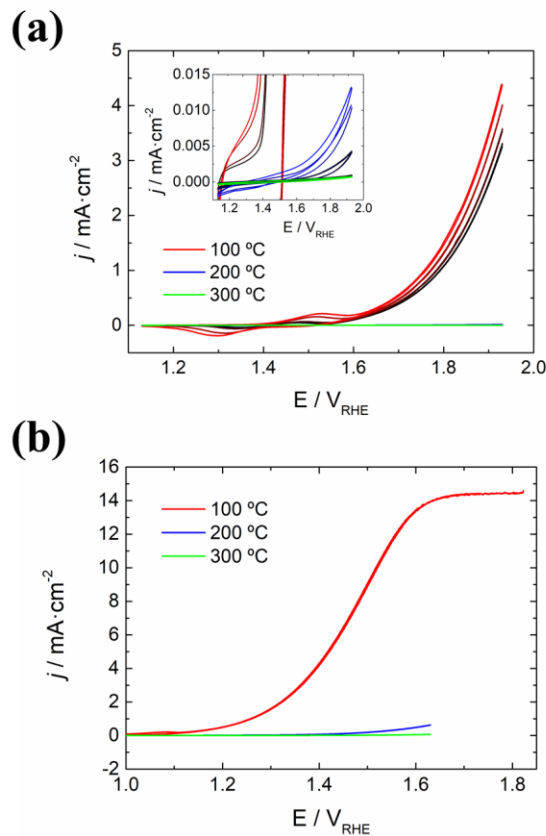 (a)
5
4
3
2
1
0
j / mA·cm-2
0.015
0.010
0.005
0.000
j / mA·cm-2
1.2 1.4 1.6 1.8 2.0
E / VRHE
100 ºC
200 ºC
300 ºC
1.2 1.4 1.6 1.8 2.0
E / VRHE
(b)
16
14
12
10
8
6
4
2
0
j / mA·cm-2
100 ºC
200 ºC
300 ºC
1.0 1.2 1.4 1.6 1.8
E / VRHE